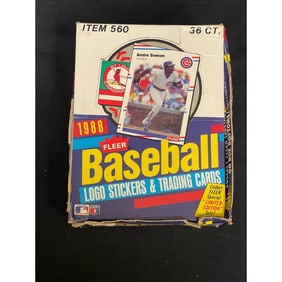 ITEM 560
36 CT.
Andre Dawson
1988
FLEER
Baseball
LOGO STICKERS & TRADING CARDS
Collect
FLEER
Special
"LIMITED
EDITION"